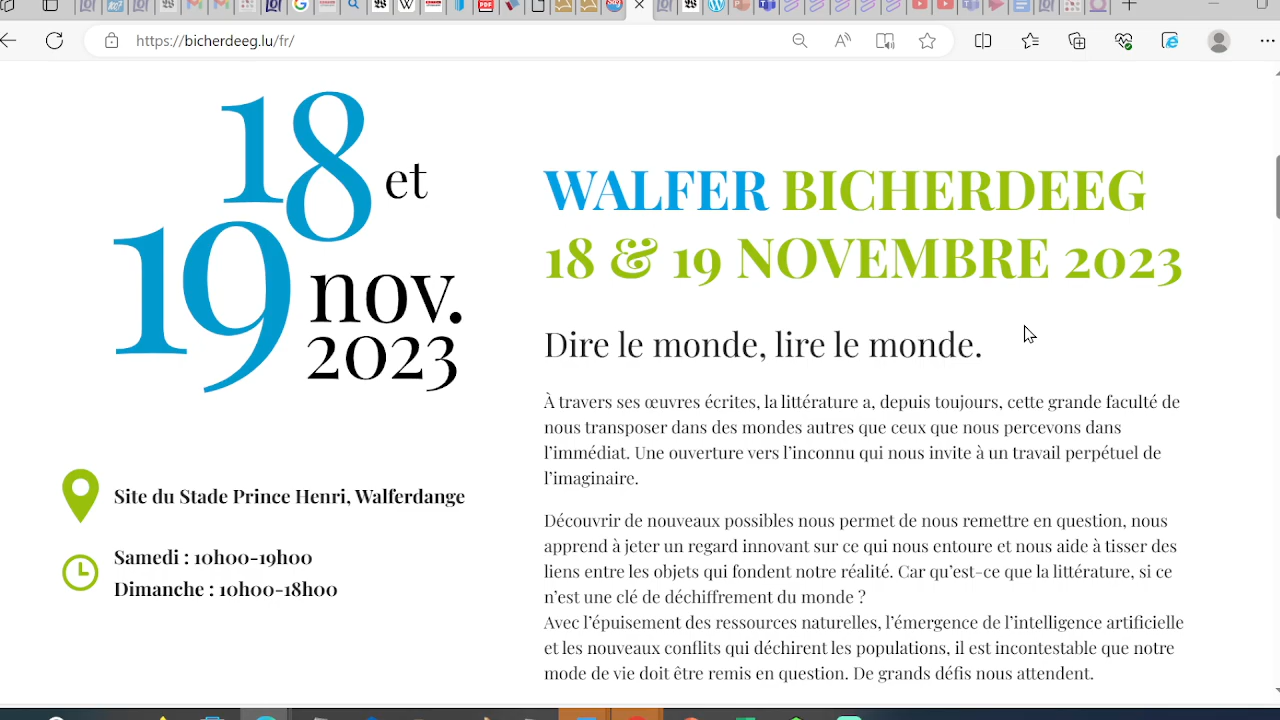 https://bicherdeeg.lu/fr/
18 et
19 nov.
2023
Site du Stade Prince Henri, Walferdange
Samedi : 10h00-19h00
Dimanche : 10h00-18h00
WALFER BICHERDEEG
18 & 19 NOVEMBRE 2023
Dire le monde, lire le monde.
À travers ses œuvres écrites, la littérature a, depuis toujours, cette grande faculté de
nous transposer dans des mondes autres que ceux que nous percevons dans
l’immédiat. Une ouverture vers l’inconnu qui nous invite à un travail perpétuel de
l’imaginaire.
Découvrir de nouveaux possibles nous permet de nous remettre en question, nous
apprend à jeter un regard innovant sur ce qui nous entoure et nous aide à tisser des
liens entre les objets qui fondent notre réalité. Car qu’est-ce que la littérature, si ce
n’est une clé de déchiffrement du monde ?
Avec l’épuisement des ressources naturelles, l’émergence de l’intelligence artificielle
et les nouveaux conflits qui déchirent les populations, il est incontestable que notre
mode de vie doit être remis en question. De grands défis nous attendent.